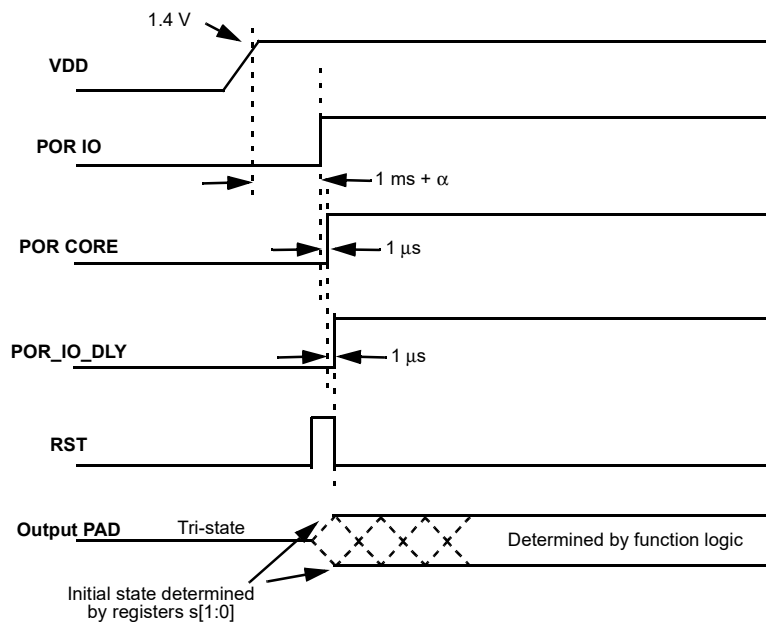 1.4 V
VDD
POR IO
1 ms + α
POR CORE
1 μs
POR_IO_DLY
1 μs
RST
Output PAD
Tri-state
Determined by function logic
Initial state determined
by registers s[1:0]